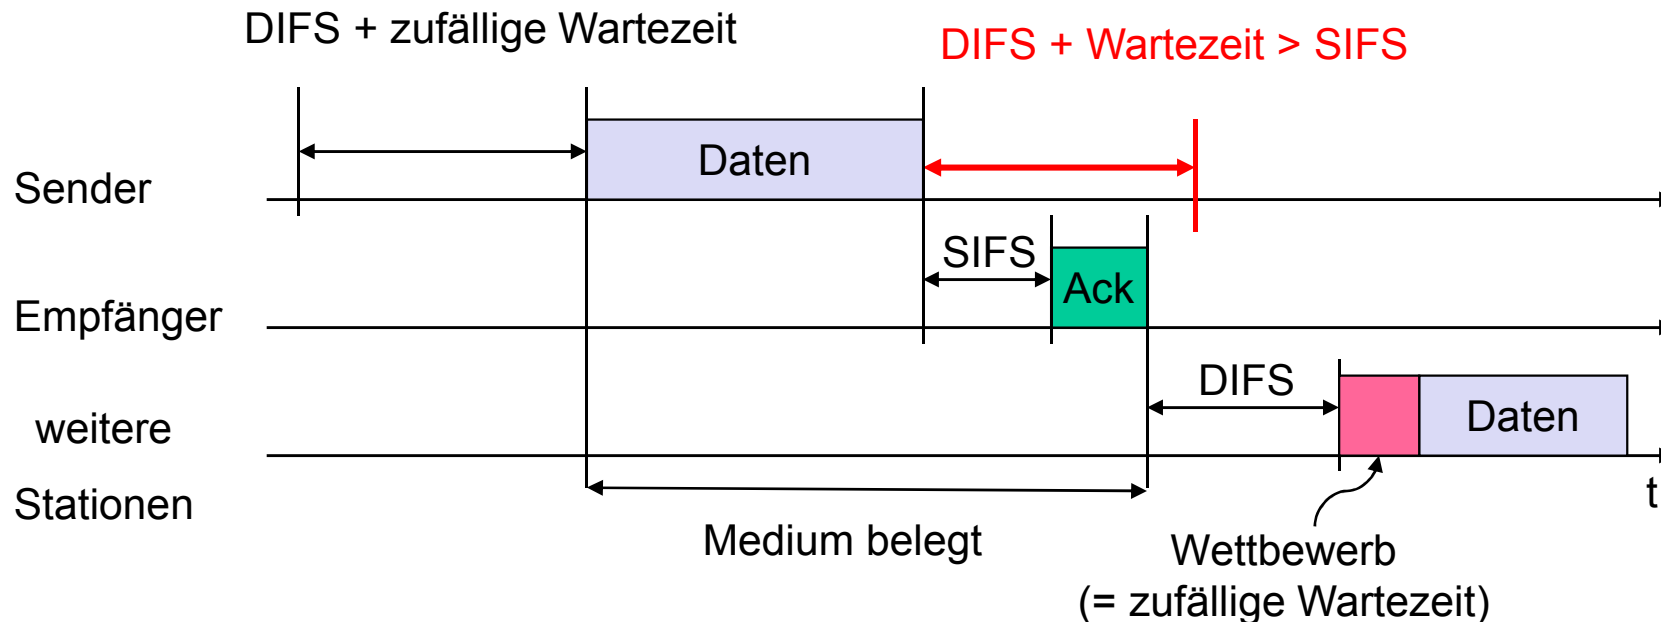 DIFS + zufällige Wartezeit
DIFS + Wartezeit > SIFS
Daten
Sender
SIFS
Ack
Empfänger
DIFS
Daten
weitere
Stationen
t
Medium belegt
Wettbewerb
(= zufällige Wartezeit)